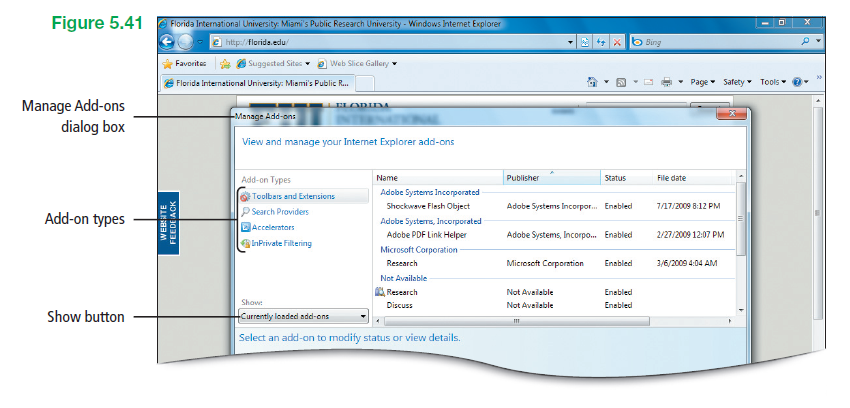 Figure 5.41
Florida International University: Miami's Public Research University - Windows Internet Explorer
http://florida.edu/
Bing
Favorites
Suggested Sites
Web Slice Gallery
Florida International University: Miami's Public R...
Page
Safety
Tools
FLORIDA
INTERNATIONAL
Manage Add-ons
dialog box
Manage Add-ons
View and manage your Internet Explorer add-ons
Add-on Types
Toolbars and Extensions
Search Providers
Accelerators
InPrivate Filtering
Add-on types
WEBSITE
FEEDBACK
Name Publisher Status File date
Adobe Systems Incorporated
Shockwave Flash Object Adobe Systems Incorpor... Enabled 7/17/2009 8:12 PM
Adobe Systems, Incorporated
Adobe PDF Link Helper Adobe Systems, Incorpo... Enabled 2/27/2009 12:07 PM
Microsoft Corporation
Research Microsoft Corporation Enabled 3/6/2009 4:04 AM
Not Available
Research Not Available Enabled
Discuss Not Available Enabled
Show:
Show button
Currently loaded add-ons
Select an add-on to modify status or view details.